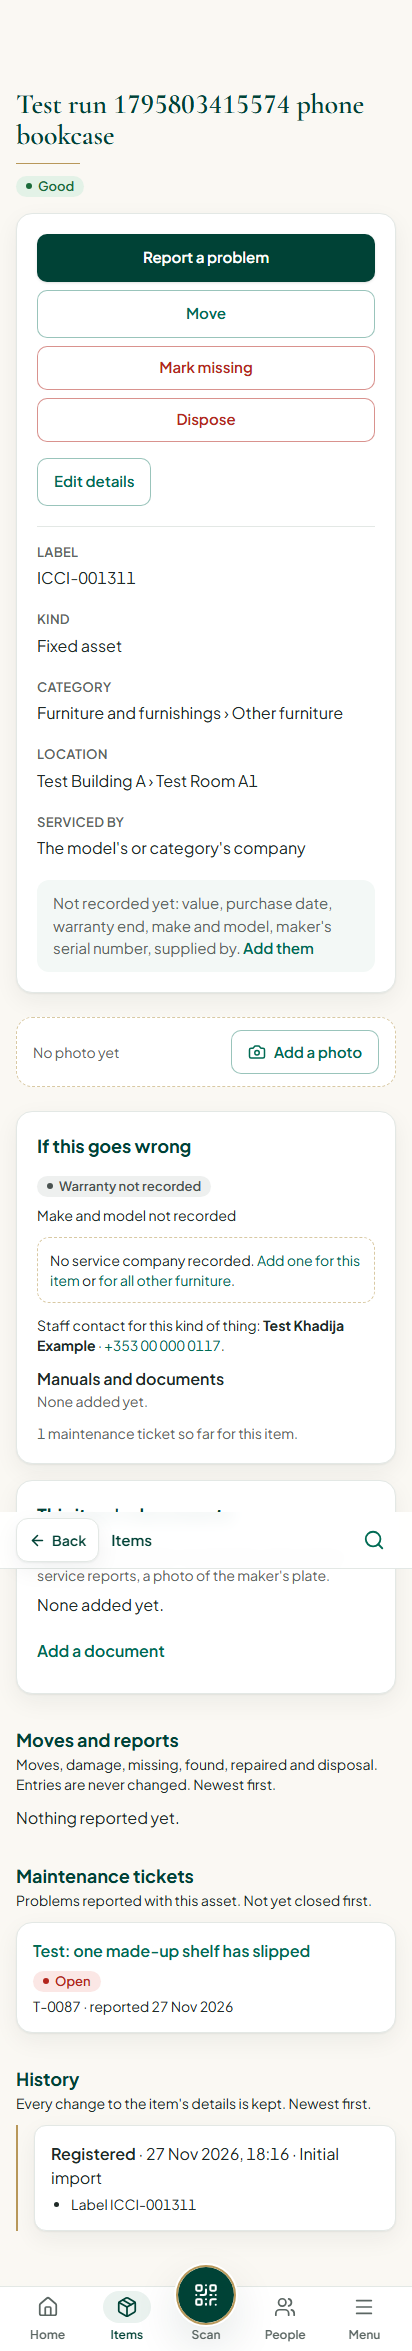 Test run 1795803415574 phone
bookcase
Good
Report a problem
Move
Mark missing
Dispose
Edit details
LABEL
ICCI-001311
KIND
Fixed asset
CATEGORY
Furniture and furnishings › Other furniture
LOCATION
Test Building A › Test Room A1
SERVICED BY
The model's or category's company
Not recorded yet: value, purchase date,
warranty end, make and model, maker's
serial number, supplied by. Add them
No photo yet
Add a photo
If this goes wrong
Warranty not recorded
Make and model not recorded
No service company recorded. Add one for this
item or for all other furniture.
Staff contact for this kind of thing: Test Khadija
Example · +353 00 000 0117.
Manuals and documents
None added yet.
1 maintenance ticket so far for this item.
Back
Items
service reports, a photo of the maker's plate.
None added yet.
Add a document
Moves and reports
Moves, damage, missing, found, repaired and disposal.
Entries are never changed. Newest first.
Nothing reported yet.
Maintenance tickets
Problems reported with this asset. Not yet closed first.
Test: one made-up shelf has slipped
Open
T-0087 · reported 27 Nov 2026
History
Every change to the item's details is kept. Newest first.
Registered · 27 Nov 2026, 18:16 · Initial
import
• Label ICCI-001311
Home
Items
Scan
People
Menu